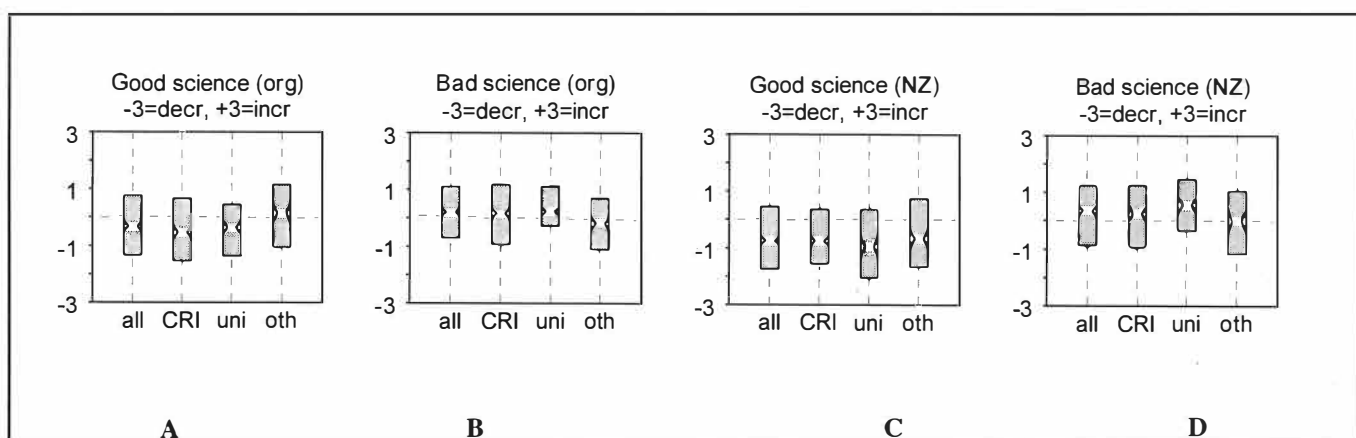 Good science (org)
-3=decr, +3=incr
3
1
-1
-3
all CRI uni oth
A
Bad science (org)
-3=decr, +3=incr
3
1
-1
-3
all CRI uni oth
B
Good science (NZ)
-3=decr, +3=incr
3
1
-1
-3
all CRI uni oth
C
Bad science (NZ)
-3=decr, +3=incr
3
1
-1
-3
all CRI uni oth
D